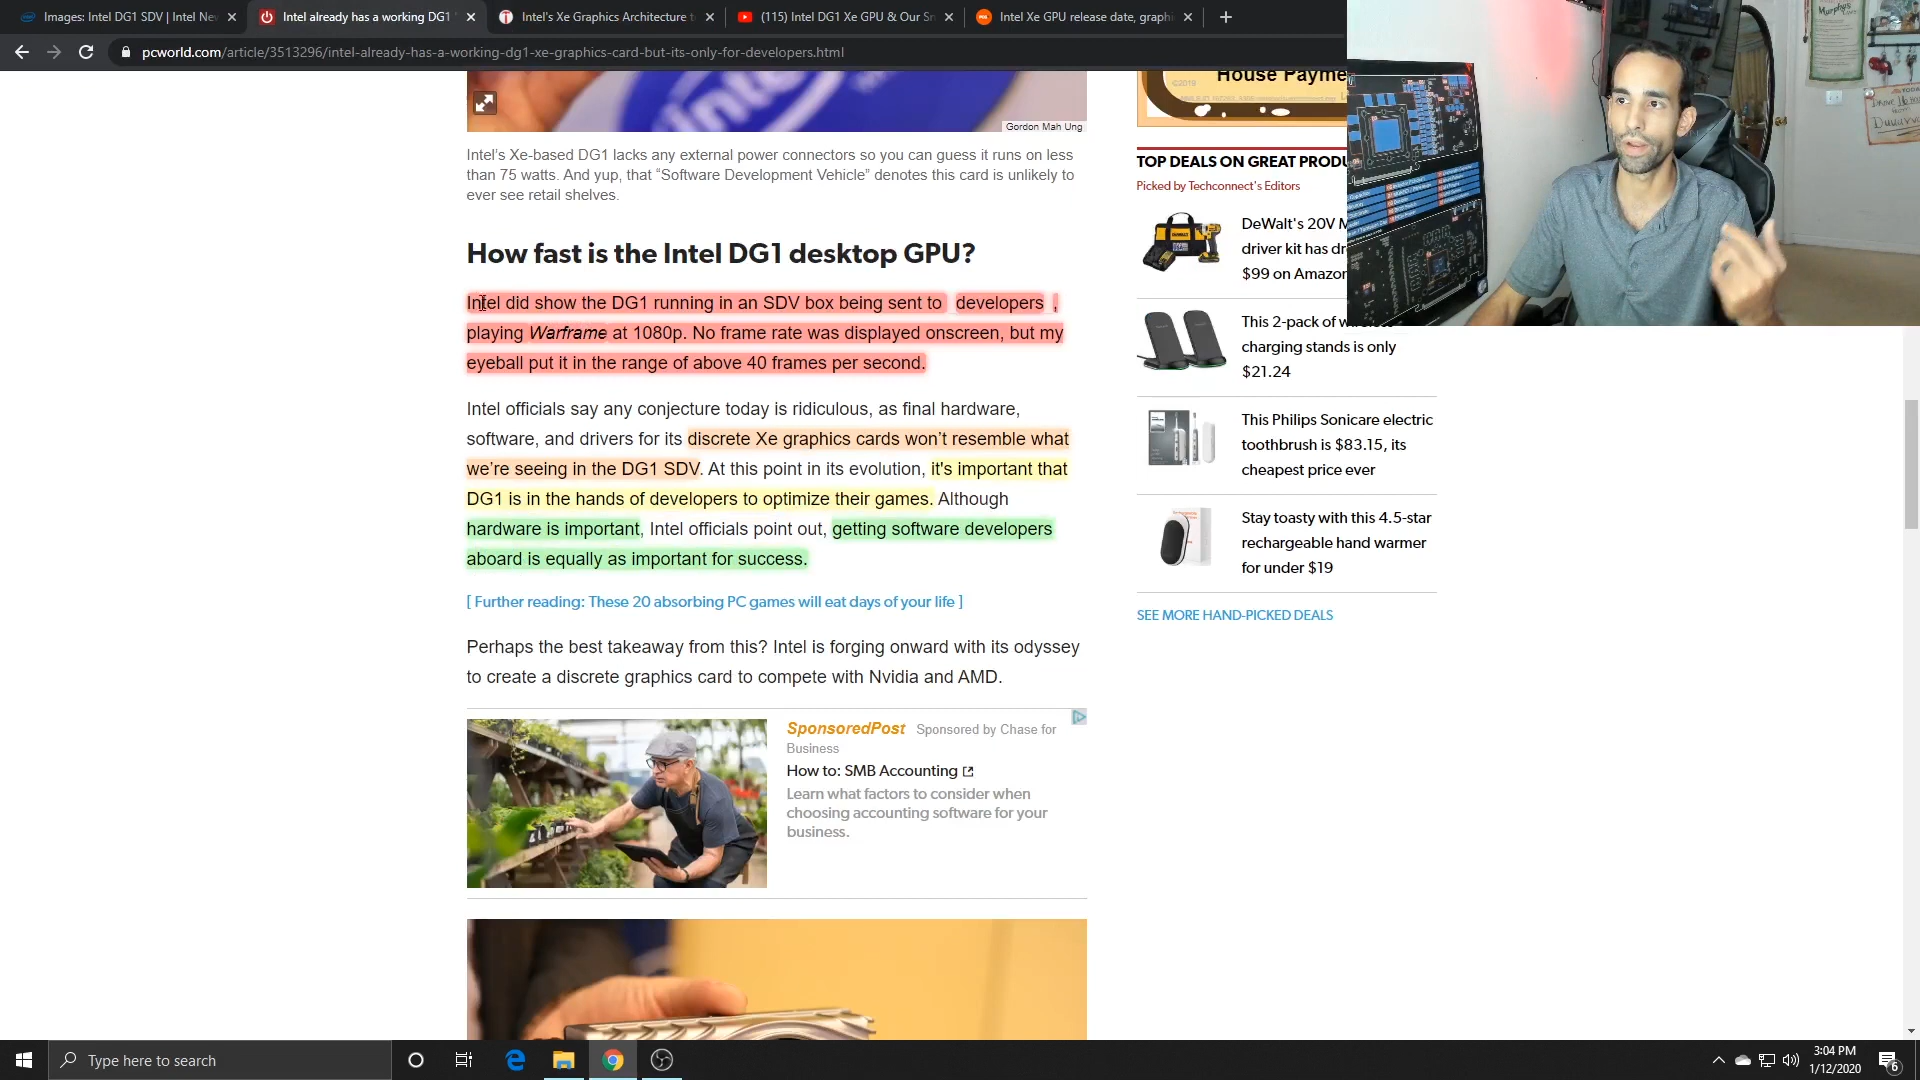 Images: Intel DG1 SDV | Intel Nev
Intel already has a working DG1 '
Intel's Xe Graphics Architecture t
(115) Intel DG1 Xe GPU & Our Sn
Intel Xe GPU release date, graphi
pcworld.com/article/3513296/intel-already-has-a-working-dg1-xe-graphics-card-but-its-only-for-developers.html
intel
Gordon Mah Ung
Intel's Xe-based DG1 lacks any external power connectors so you can guess it runs on less
than 75 watts. And yup, that “Software Development Vehicle” denotes this card is unlikely to
ever see retail shelves.
How fast is the Intel DG1 desktop GPU?
Intel did show the DG1 running in an SDV box being sent to developers ,
playing Warframe at 1080p. No frame rate was displayed onscreen, but my
eyeball put it in the range of above 40 frames per second.
Intel officials say any conjecture today is ridiculous, as final hardware,
software, and drivers for its discrete Xe graphics cards won’t resemble what
we’re seeing in the DG1 SDV. At this point in its evolution, it's important that
DG1 is in the hands of developers to optimize their games. Although
hardware is important, Intel officials point out, getting software developers
aboard is equally as important for success.
[ Further reading: These 20 absorbing PC games will eat days of your life ]
Perhaps the best takeaway from this? Intel is forging onward with its odyssey
to create a discrete graphics card to compete with Nvidia and AMD.
SponsoredPost Sponsored by Chase for
Business
How to: SMB Accounting
Learn what factors to consider when
choosing accounting software for your
business.
House Payme
©2019
TOP DEALS ON GREAT PRODU
Picked by Techconnect's Editors
DeWalt's 20V M
driver kit has dr
$99 on Amazon
This 2-pack of wireless
charging stands is only
$21.24
This Philips Sonicare electric
toothbrush is $83.15, its
cheapest price ever
Stay toasty with this 4.5-star
rechargeable hand warmer
for under $19
SEE MORE HAND-PICKED DEALS
Murphys
Type here to search
3:04 PM
1/12/2020
6